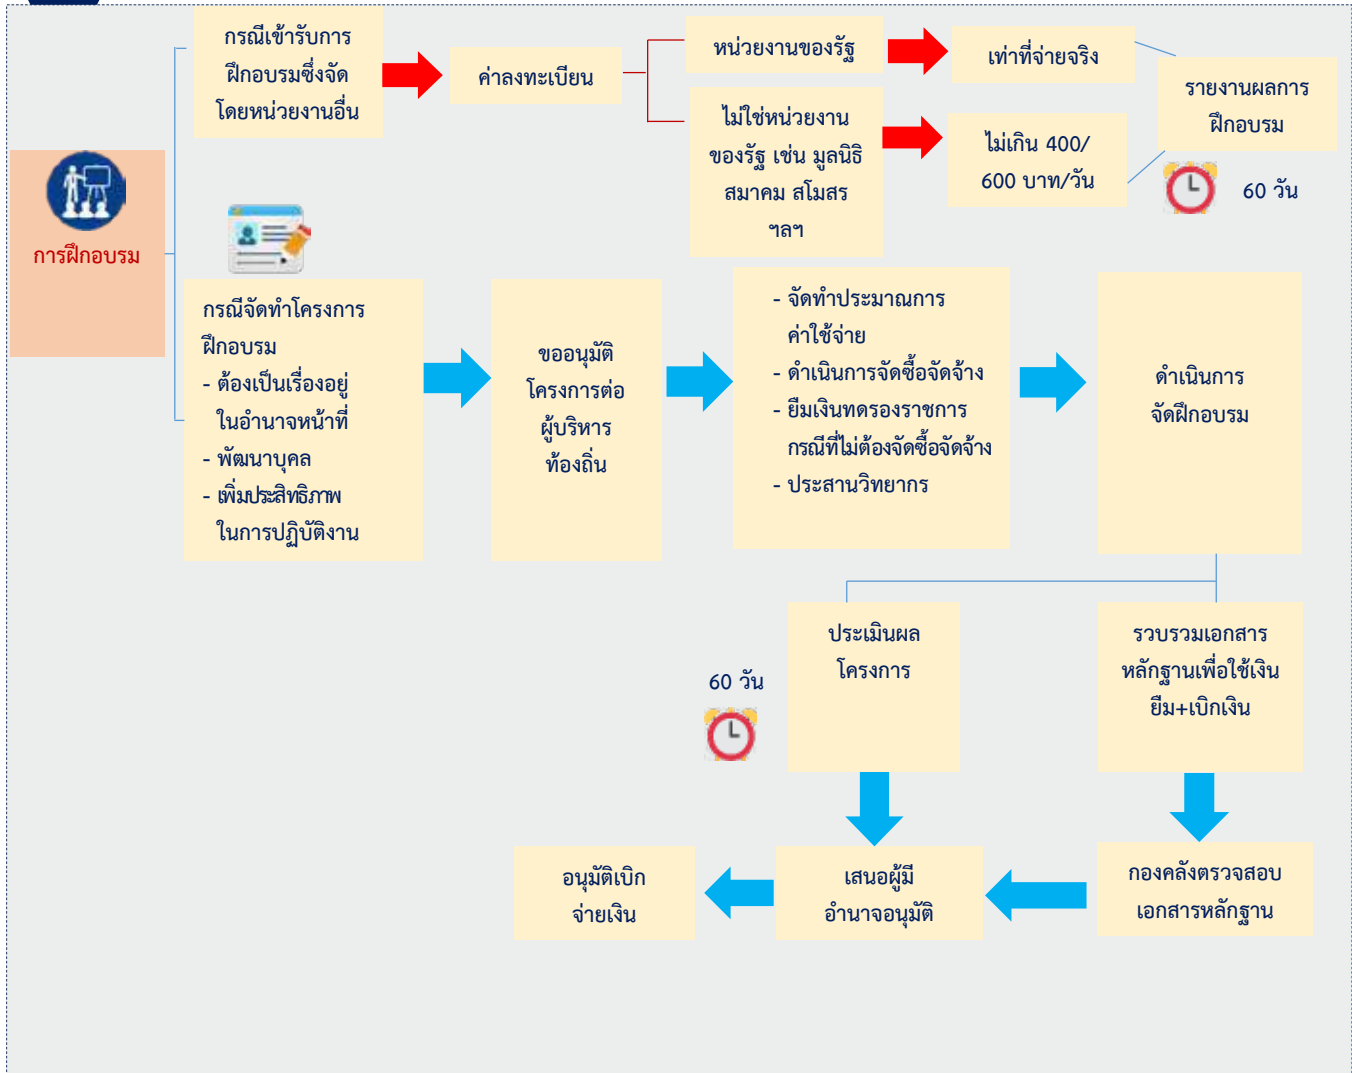 การฝึกอบรม
กรณีเข้ารับการ
ฝึกอบรมซึ่งจัด
โดยหน่วยงานอื่น
ค่าลงทะเบียน
หน่วยงานของรัฐ
เท่าที่จ่ายจริง
ไม่ใช่หน่วยงาน
ของรัฐ เช่น มูลนิธิ
สมาคม สโมสร
ฯลฯ
ไม่เกิน 400/
600 บาท/วัน
รายงานผลการ
ฝึกอบรม
60 วัน
กรณีจัดทำโครงการ
ฝึกอบรม
- ต้องเป็นเรื่องอยู่
ในอำนาจหน้าที่
- พัฒนาบุคล
- เพิ่มประสิทธิภาพ
ในการปฏิบัติงาน
ขออนุมัติ
โครงการต่อ
ผู้บริหาร
ท้องถิ่น
- จัดทำประมาณการ
ค่าใช้จ่าย
- ดำเนินการจัดซื้อจัดจ้าง
- ยืมเงินทดรองราชการ
กรณีที่ไม่ต้องจัดซื้อจัดจ้าง
- ประสานวิทยากร
ดำเนินการ
จัดฝึกอบรม
60 วัน
ประเมินผล
โครงการ
รวบรวมเอกสาร
หลักฐานเพื่อใช้เงิน
ยืม+เบิกเงิน
กองคลังตรวจสอบ
เอกสารหลักฐาน
เสนอผู้มี
อำนาจอนุมัติ
อนุมัติเบิก
จ่ายเงิน